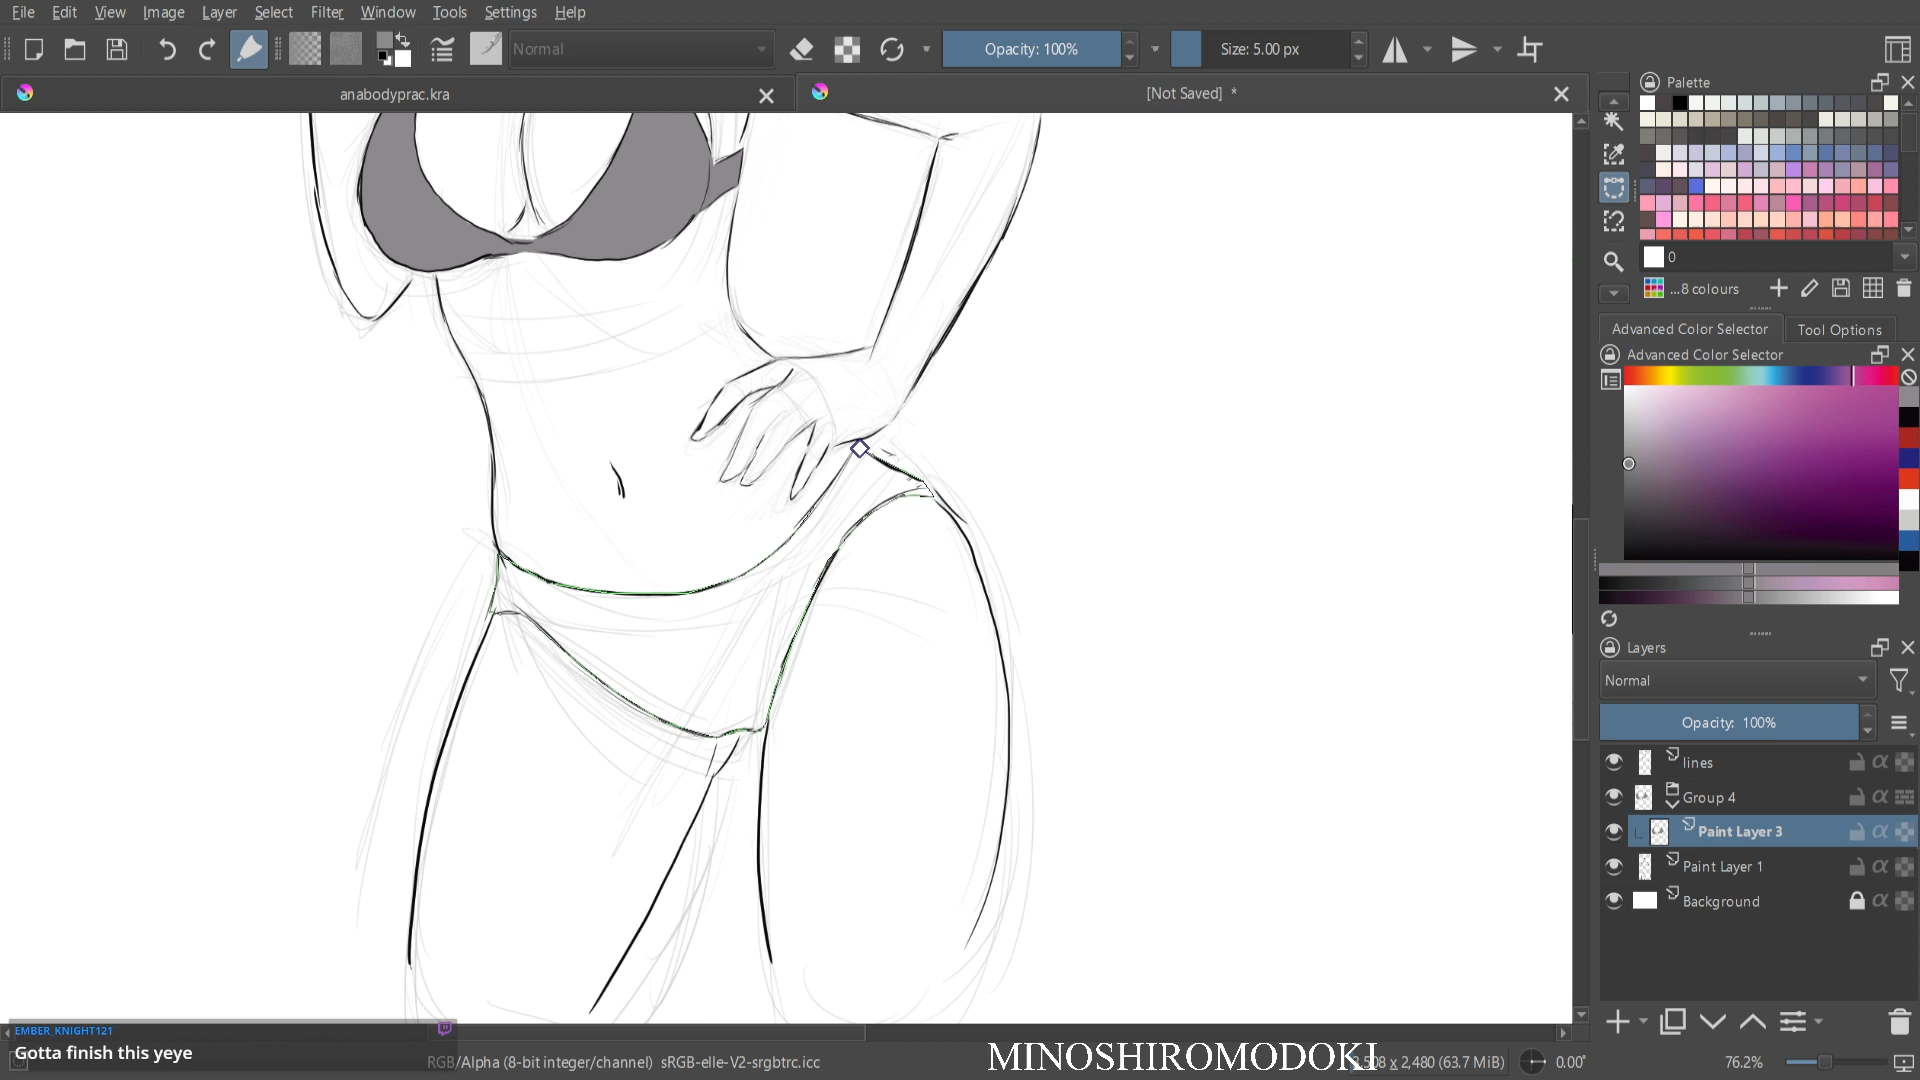 File Edit View Image Layer Select Filter Window Tools Settings Help
Normal
Opacity: 100%
Size: 5.00 px
anabodyprac.kra
[Not Saved] *
Palette
0
...8 colours
Advanced Color Selector
Tool Options
Advanced Color Selector
Layers
Normal
Opacity: 100%
lines
Group 4
Paint Layer 3
Paint Layer 1
Background
EMBER_KNIGHT121
Gotta finish this yeye
RGB/Alpha (8-bit integer/channel) sRGB-elle-V2-srgbtrc.icc
MINOSHIROMODOKI
x 2,480 (63.7 MiB)
0.00°
76.2%